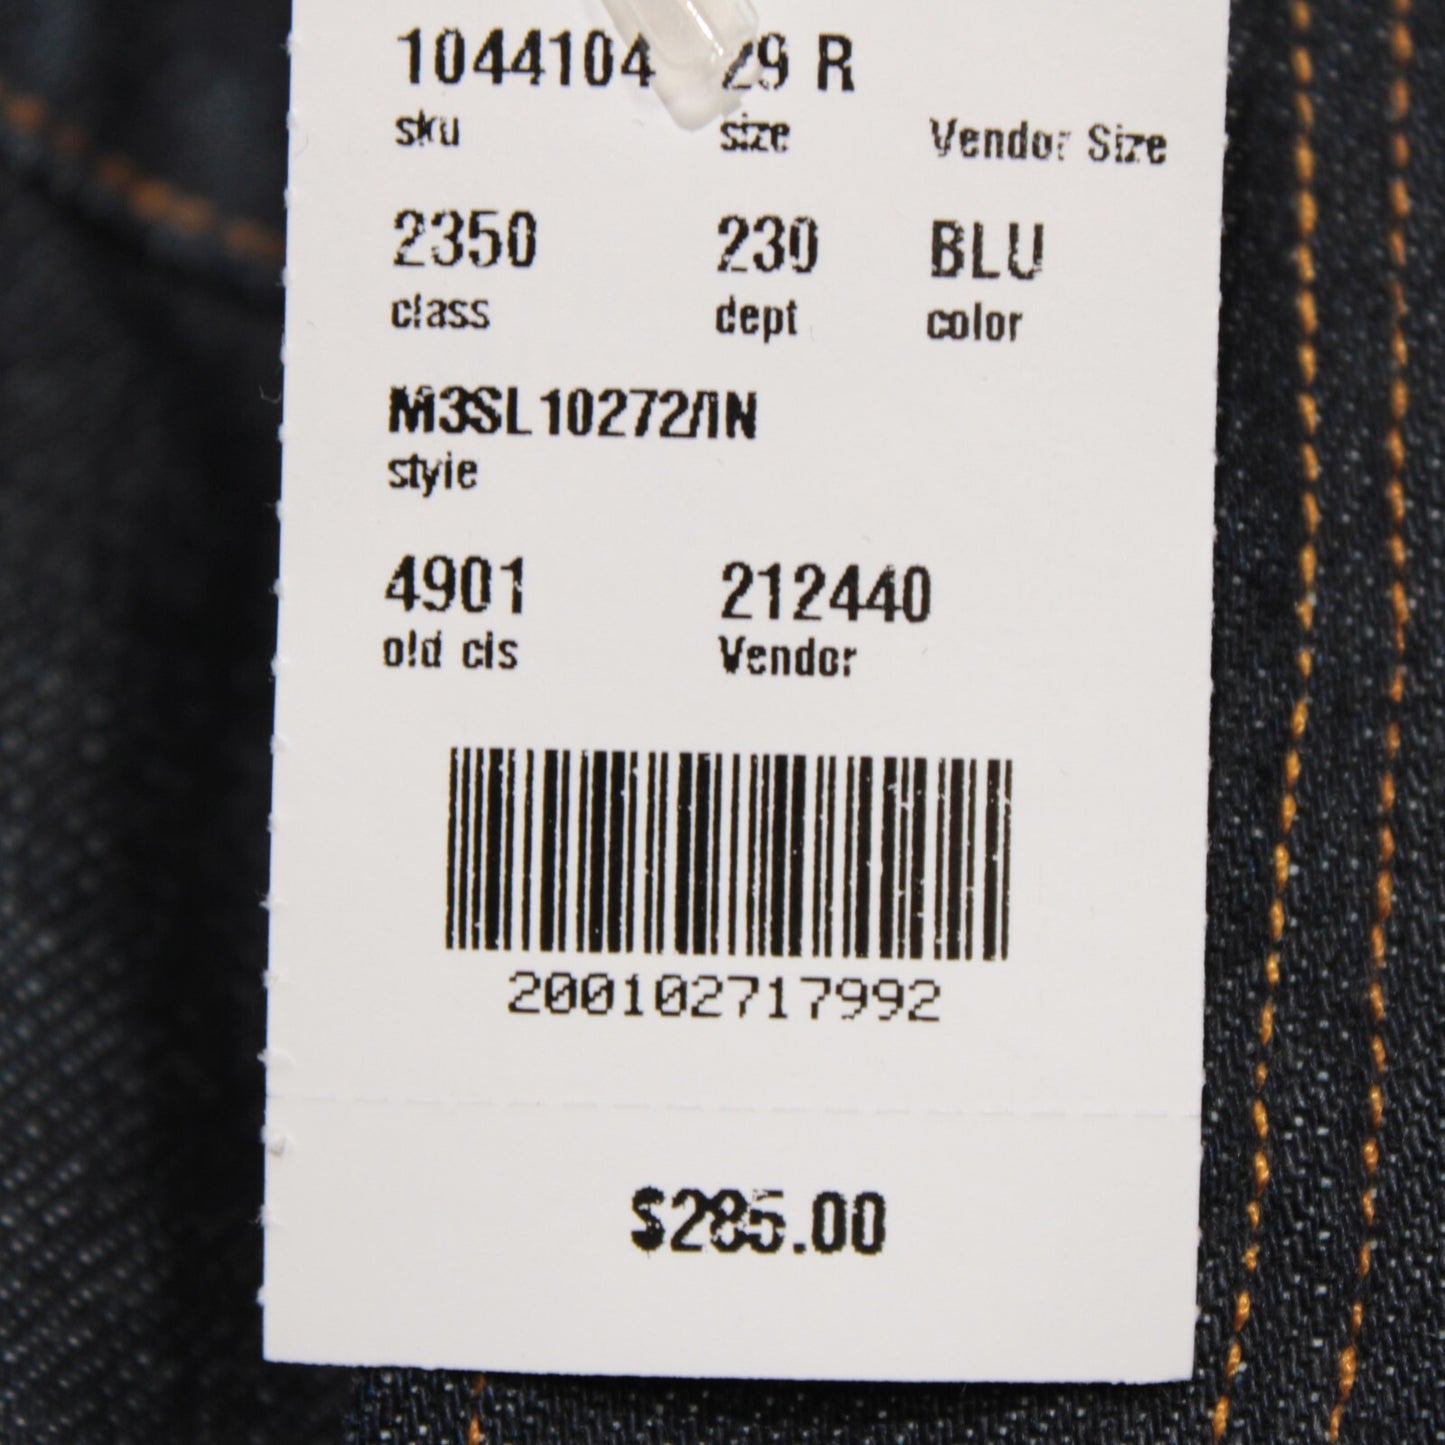 1044104 29 R
sku size Vendor Size
2350 230 BLU
class dept color
M3SL10272/IN
style
4901 212440
old cls Vendor
200102717992
$285.00